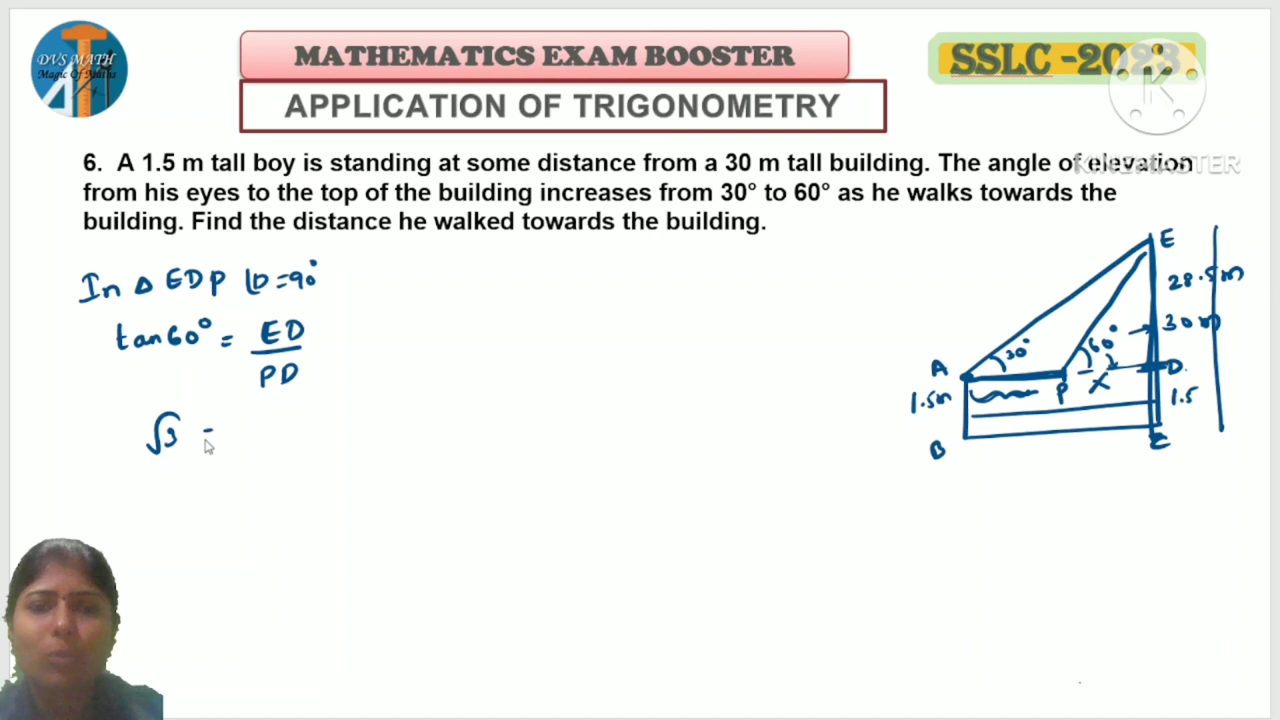 DVS MATH
Magic Of Maths
MATHEMATICS EXAM BOOSTER
SSLC -2023
APPLICATION OF TRIGONOMETRY
KINEMASTER
6. A 1.5 m tall boy is standing at some distance from a 30 m tall building. The angle of elevation
from his eyes to the top of the building increases from 30° to 60° as he walks towards the
building. Find the distance he walked towards the building.
In Δ EDP ∟D=90°
tan60° = ED
PD
√3 =
E
28.5m
30m
30°
60°
A
P
x
D
1.5m
1.5
B